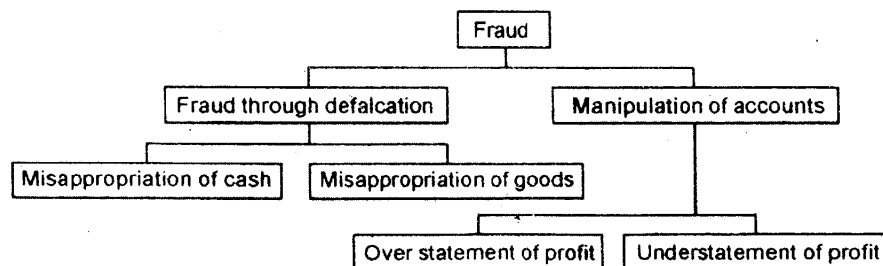 Fraud
Fraud through defalcation
Manipulation of accounts
Misappropriation of cash
Misappropriation of goods
Over statement of profit
Understatement of profit